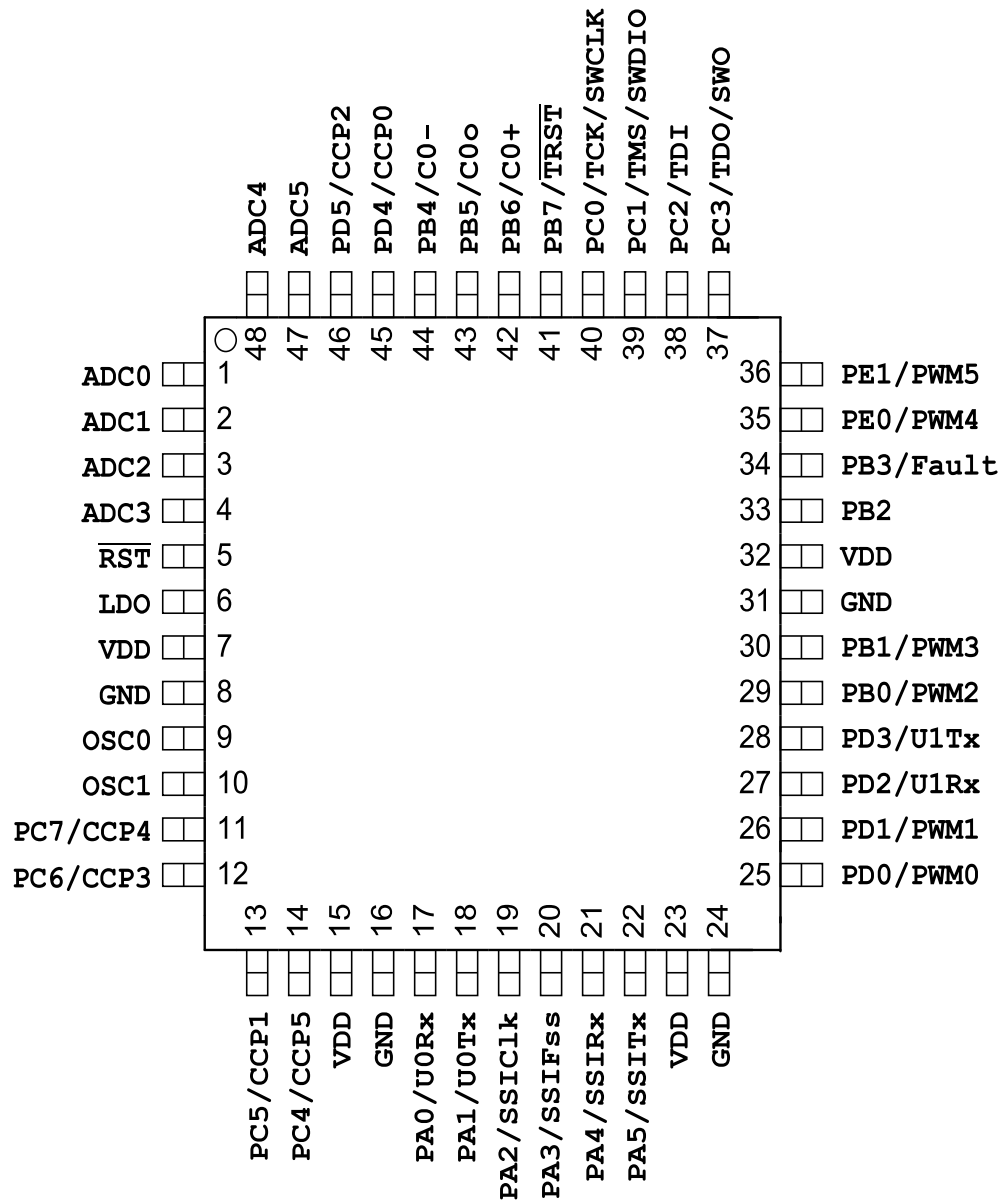 ADC4
ADC5
PD5/CCP2
PD4/CCP0
PB4/C0-
PB5/C0o
PB6/C0+
PB7/TRST
PC0/TCK/SWCLK
PC1/TMS/SWDIO
PC2/TDI
PC3/TDO/SWO
48
47
46
45
44
43
42
41
40
39
38
37
ADC0 1
ADC1 2
ADC2 3
ADC3 4
RST 5
LDO 6
VDD 7
GND 8
OSC0 9
OSC1 10
PC7/CCP4 11
PC6/CCP3 12
36 PE1/PWM5
35 PE0/PWM4
34 PB3/Fault
33 PB2
32 VDD
31 GND
30 PB1/PWM3
29 PB0/PWM2
28 PD3/U1Tx
27 PD2/U1Rx
26 PD1/PWM1
25 PD0/PWM0
13
14
15
16
17
18
19
20
21
22
23
24
PC5/CCP1
PC4/CCP5
VDD
GND
PA0/U0Rx
PA1/U0Tx
PA2/SSIClk
PA3/SSIFss
PA4/SSIRx
PA5/SSITx
VDD
GND